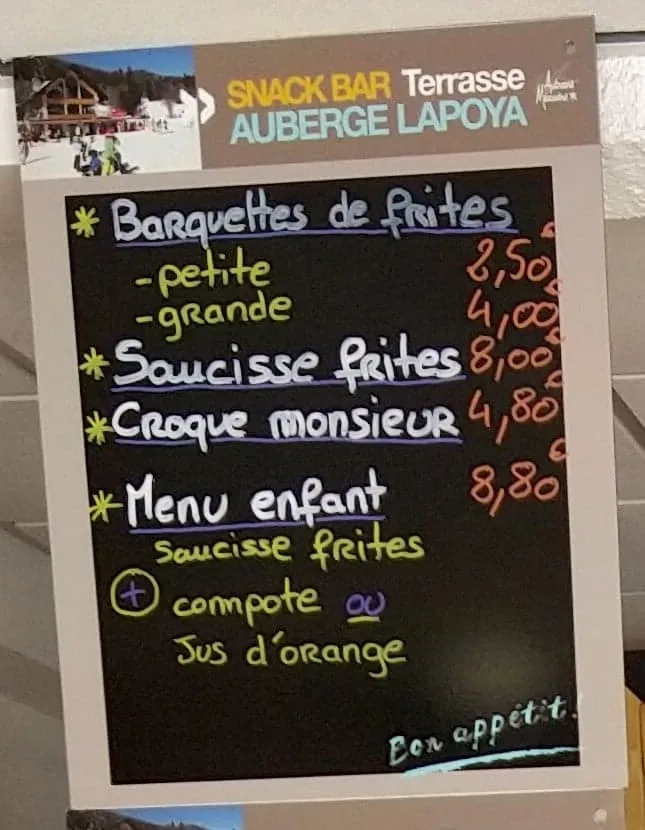 SNACK BAR Terrasse
AUBERGE LAPOYA
* Barquettes de frites
- petite 2,50€
- grande 4,00€
* Saucisse frites 8,00€
* Croque monsieur 4,80€
* Menu enfant 8,80€
Saucisse frites
+ compote ou
Jus d'orange
Bon appétit!